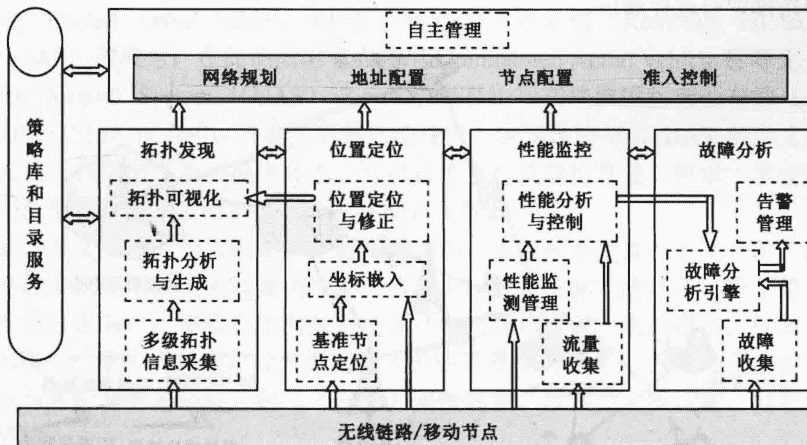 自主管理
网络规划 地址配置 节点配置 准入控制
策略库和目录服务
拓扑发现
拓扑可视化
拓扑分析
与生成
多级拓扑
信息采集
位置定位
位置定位
与修正
坐标嵌入
基准节
点定位
性能监控
性能分析
与控制
性能监
测管理
流量
收集
故障分析
告警
管理
故障分
析引擎
故障
收集
无线链路/移动节点